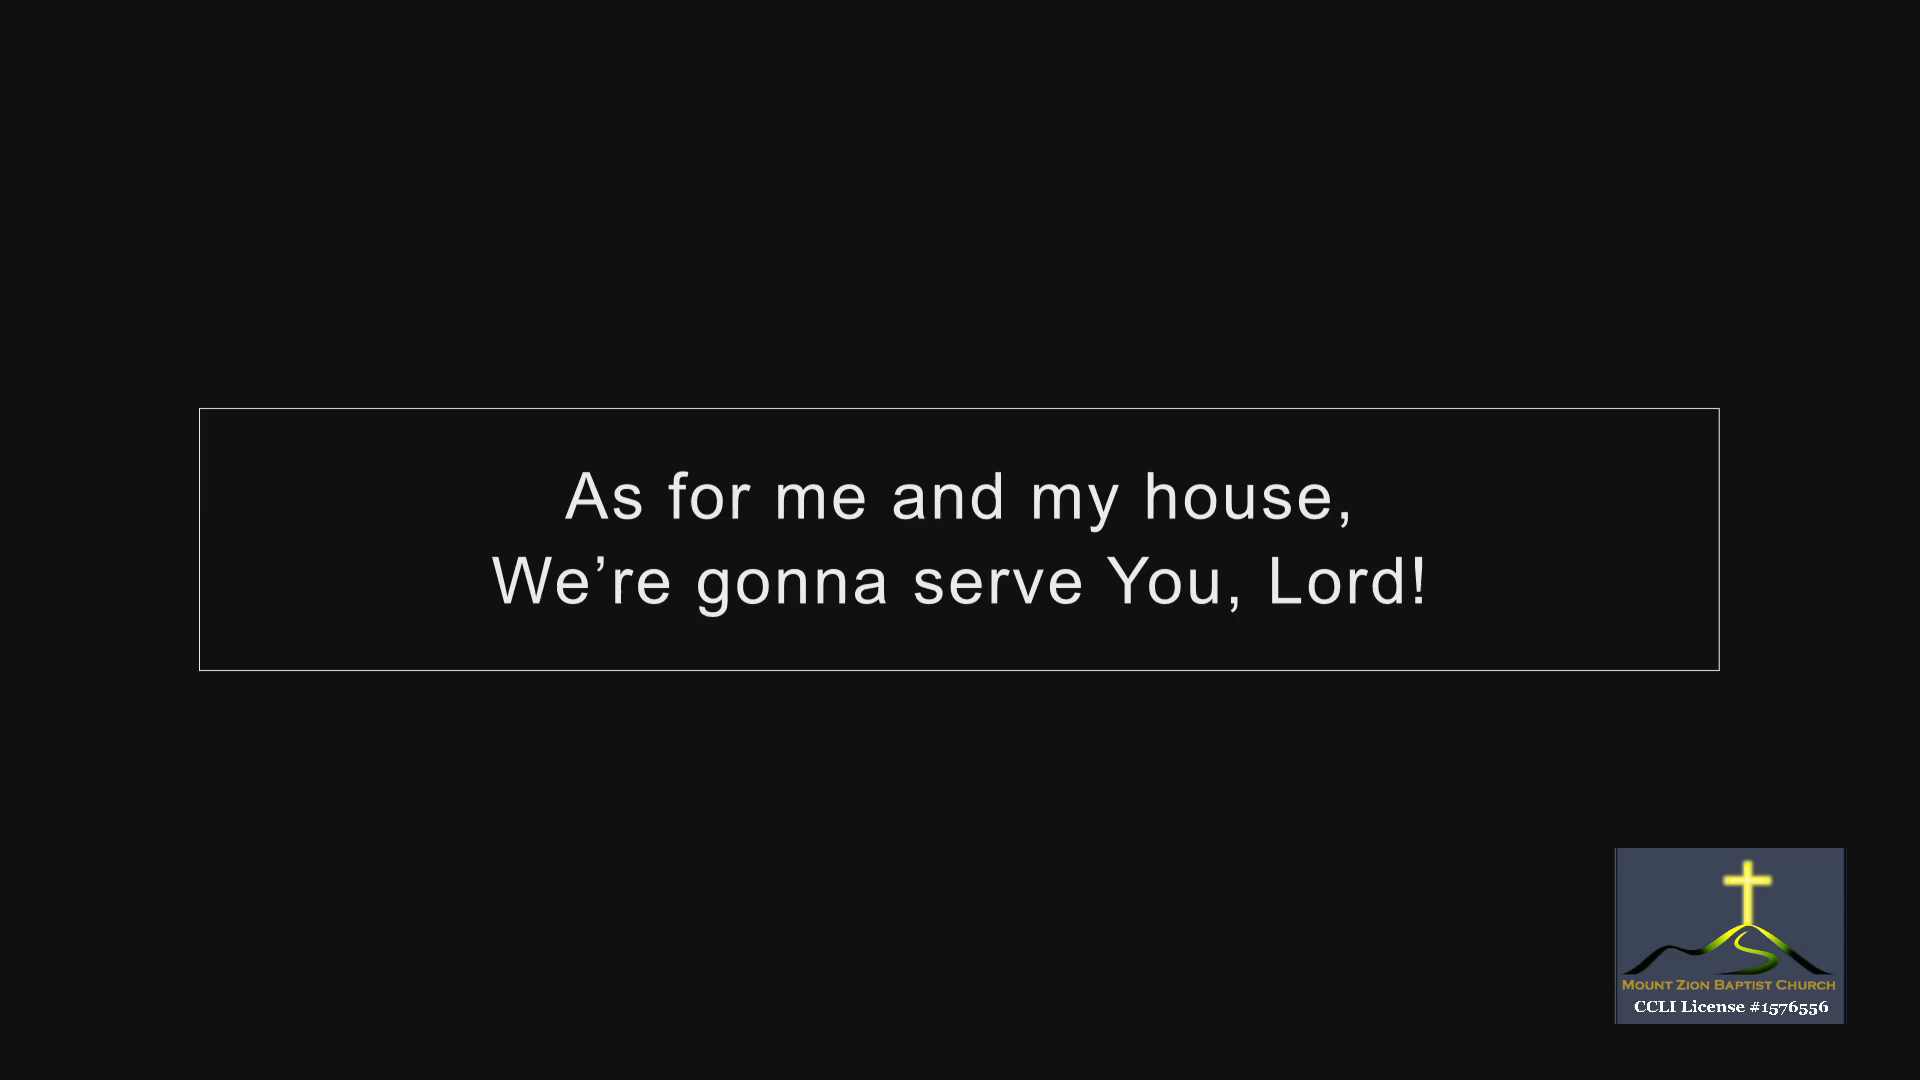 As for me and my house,
We’re gonna serve You, Lord!
Mount Zion Baptist Church
CCLI License #1576556